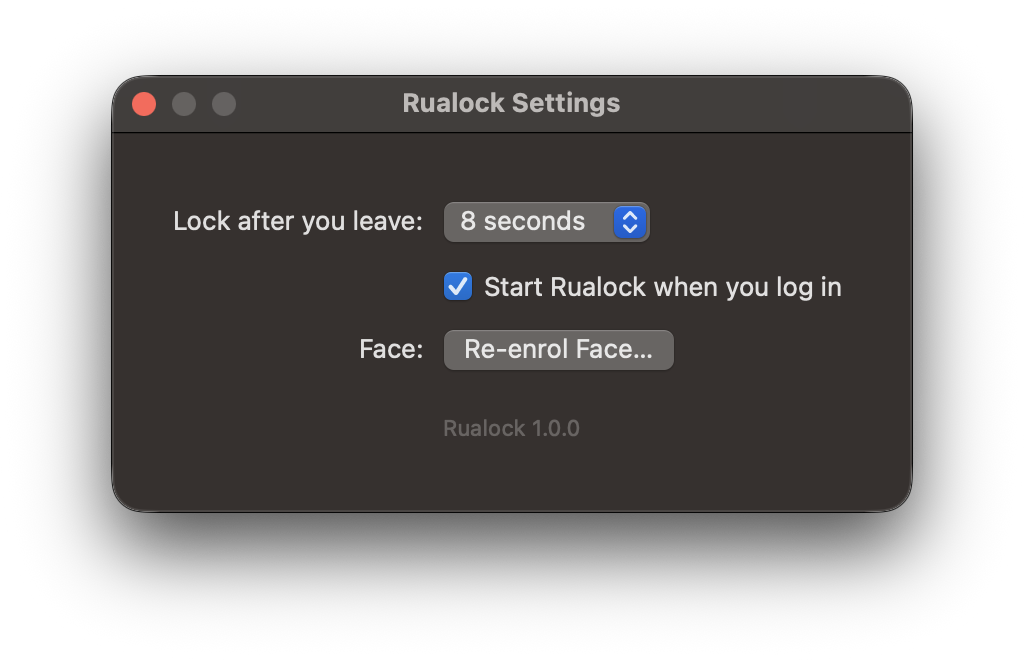 Rualock Settings
Lock after you leave: 8 seconds
Start Rualock when you log in
Face: Re-enrol Face...
Rualock 1.0.0